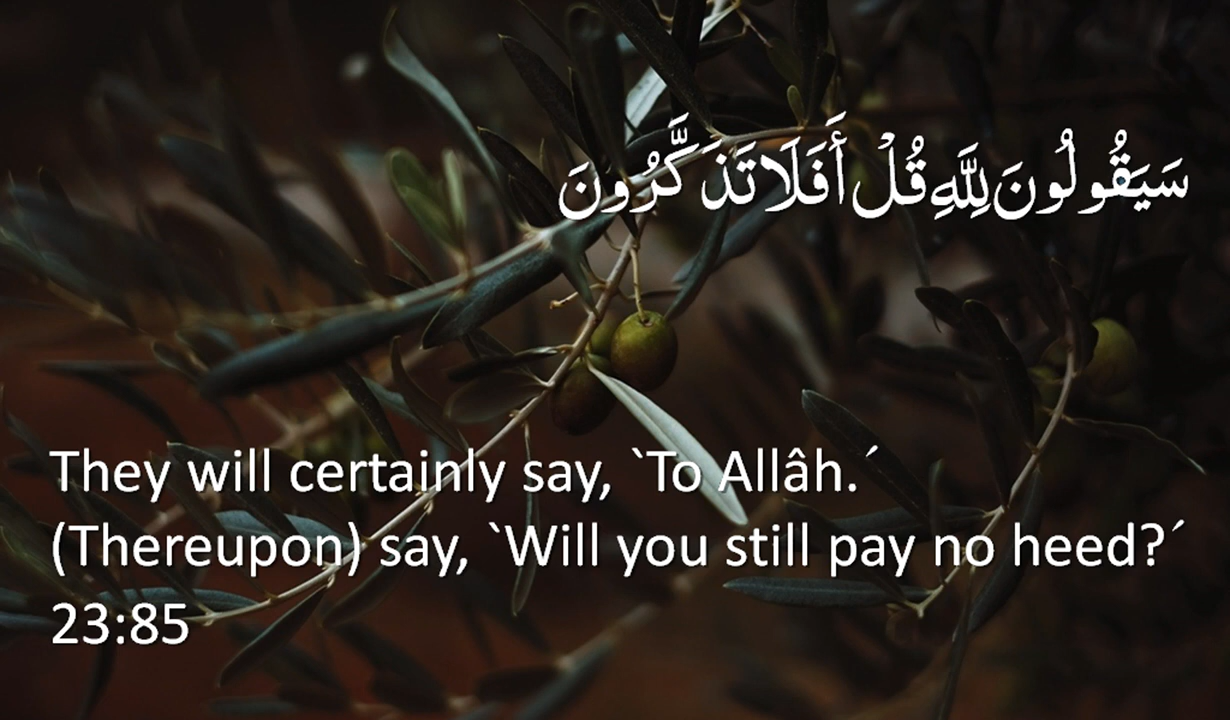 سَيَقُولُونَ لِلَّهِ قُلْ أَفَلَا تَذَكَّرُونَ
They will certainly say, `To Allâh.´
(Thereupon) say, `Will you still pay no heed?´
23:85